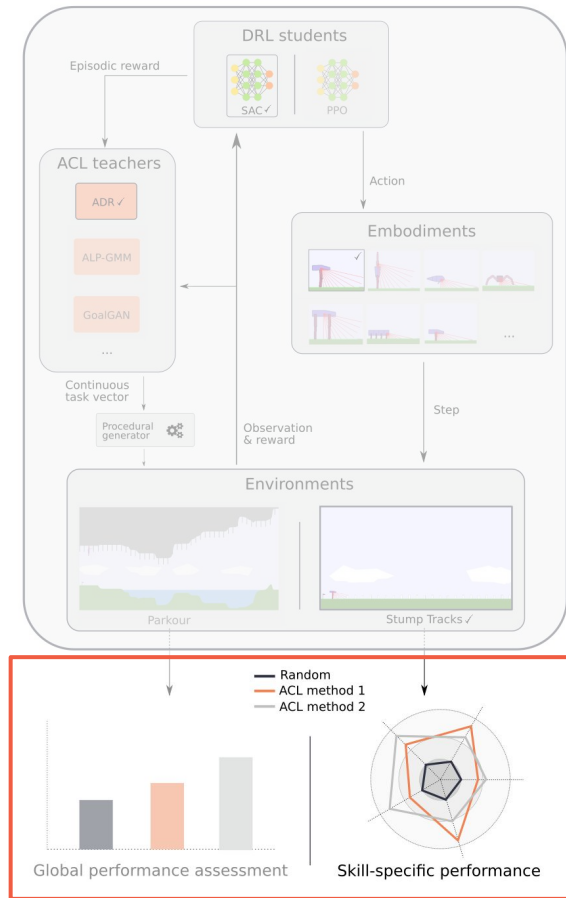 DRL students
Episodic reward
SAC✓
PPO
ACL teachers
ADR✓
Action
Embodiments
✓
ALP-GMM
GoalGAN
...
...
Continuous
task vector
Procedural
generator
Observation
& reward
Step
Environments
Parkour
Stump Tracks✓
Random
ACL method 1
ACL method 2
Global performance assessment
Skill-specific performance